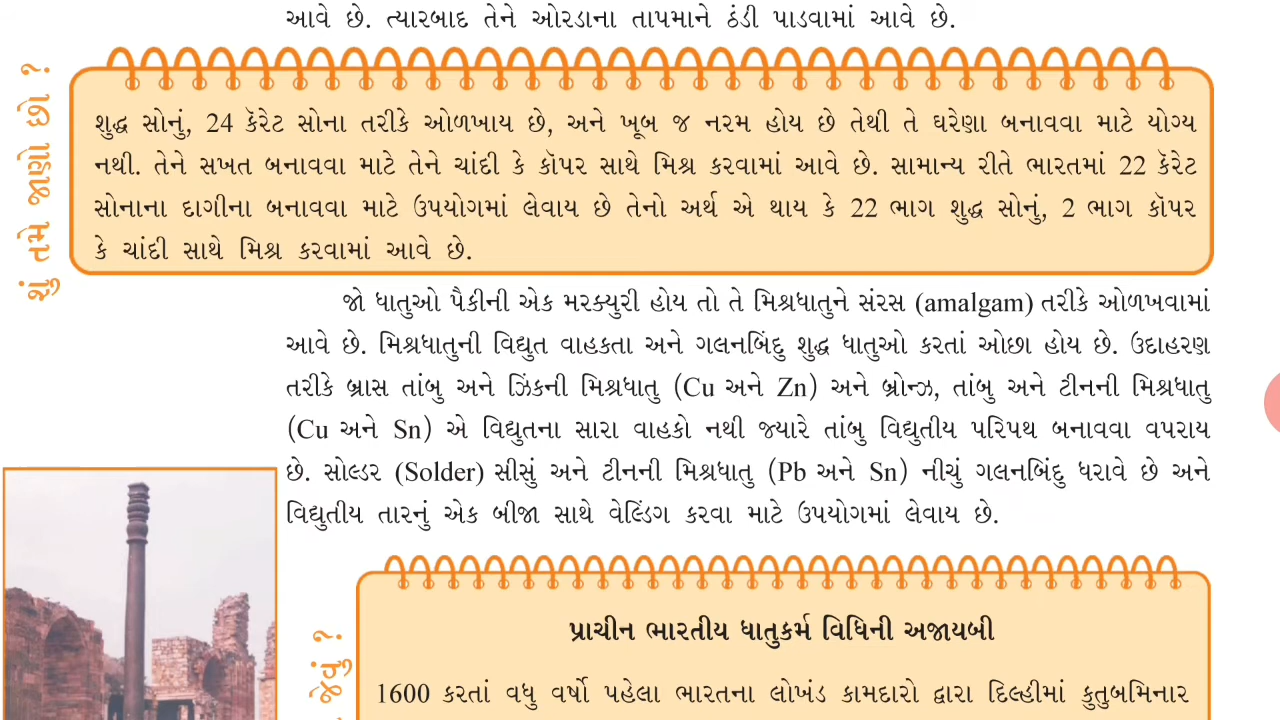 આવે છે. ત્યારબાદ તેને ઓરડાના તાપમાને ઠંડી પાડવામાં આવે છે.
શું તમે જાણો છો ?
શુદ્ધ સોનું, 24 કૅરેટ સોના તરીકે ઓળખાય છે, અને ખૂબ જ નરમ હોય છે તેથી તે ઘરેણા બનાવવા માટે યોગ્ય
નથી. તેને સખત બનાવવા માટે તેને ચાંદી કે કૉપર સાથે મિશ્ર કરવામાં આવે છે. સામાન્ય રીતે ભારતમાં 22 કૅરેટ
સોનાના દાગીના બનાવવા માટે ઉપયોગમાં લેવાય છે તેનો અર્થ એ થાય કે 22 ભાગ શુદ્ધ સોનું, 2 ભાગ કૉપર
કે ચાંદી સાથે મિશ્ર કરવામાં આવે છે.
જો ધાતુઓ પૈકીની એક મરક્યુરી હોય તો તે મિશ્રધાતુને સંરસ (amalgam) તરીકે ઓળખવામાં
આવે છે. મિશ્રધાતુની વિદ્યુત વાહકતા અને ગલનબિંદુ શુદ્ધ ધાતુઓ કરતાં ઓછા હોય છે. ઉદાહરણ
તરીકે બ્રાસ તાંબુ અને ઝિંકની મિશ્રધાતુ (Cu અને Zn) અને બ્રોન્ઝ, તાંબુ અને ટીનની મિશ્રધાતુ
(Cu અને Sn) એ વિદ્યુતના સારા વાહકો નથી જ્યારે તાંબુ વિદ્યુતીય પરિપથ બનાવવા વપરાય
છે. સોલ્ડર (Solder) સીસું અને ટીનની મિશ્રધાતુ (Pb અને Sn) નીચું ગલનબિંદુ ધરાવે છે અને
વિદ્યુતીય તારનું એક બીજા સાથે વેલ્ડિંગ કરવા માટે ઉપયોગમાં લેવાય છે.
જેવું ?
પ્રાચીન ભારતીય ધાતુકર્મ વિધિની અજાયબી
1600 કરતાં વધુ વર્ષો પહેલા ભારતના લોખંડ કામદારો દ્વારા દિલ્હીમાં કુતુબમિનાર